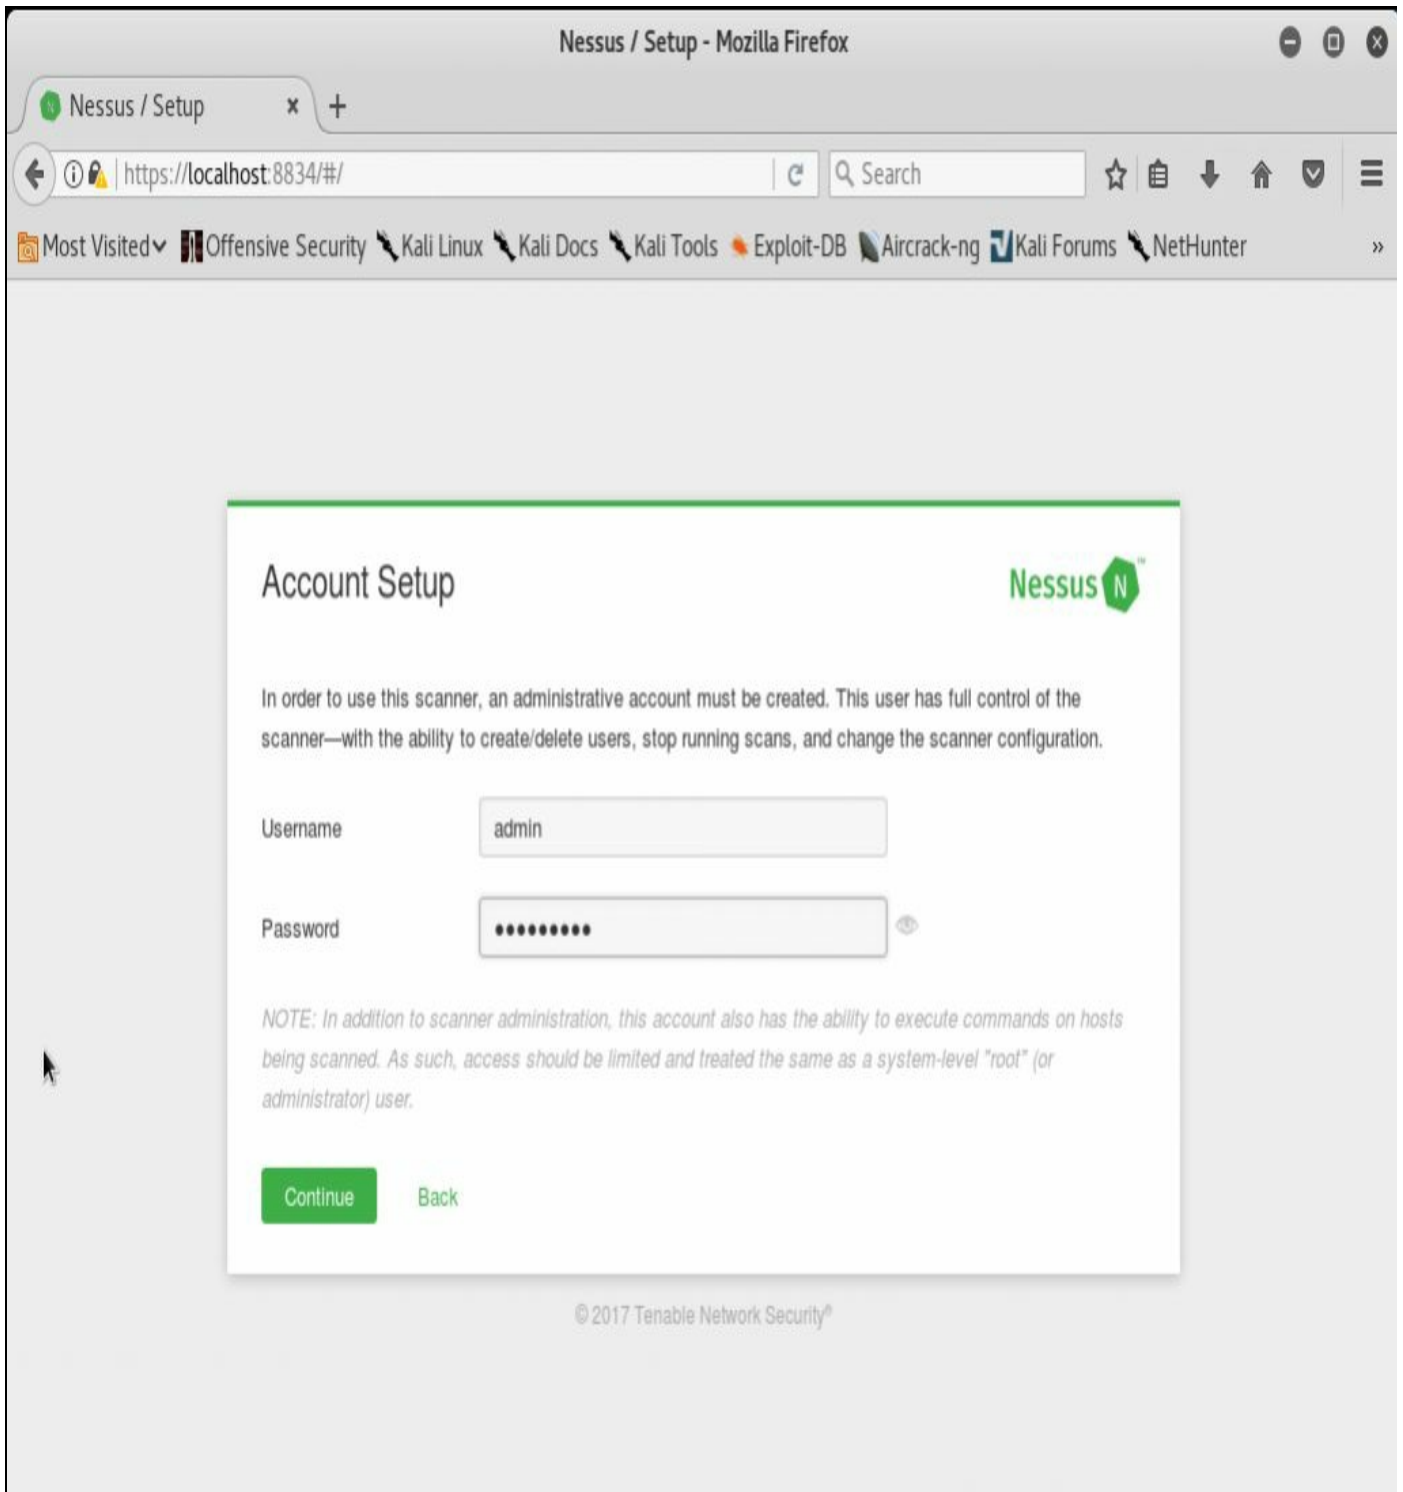 Nessus / Setup - Mozilla Firefox
Nessus / Setup
https://localhost:8834/#/
Search
Most Visited Offensive Security Kali Linux Kali Docs Kali Tools Exploit-DB Aircrack-ng Kali Forums NetHunter »
Account Setup
Nessus N ™
In order to use this scanner, an administrative account must be created. This user has full control of the
scanner—with the ability to create/delete users, stop running scans, and change the scanner configuration.
Username admin
Password •••••••••
NOTE: In addition to scanner administration, this account also has the ability to execute commands on hosts
being scanned. As such, access should be limited and treated the same as a system-level "root" (or
administrator) user.
Continue Back
© 2017 Tenable Network Security®